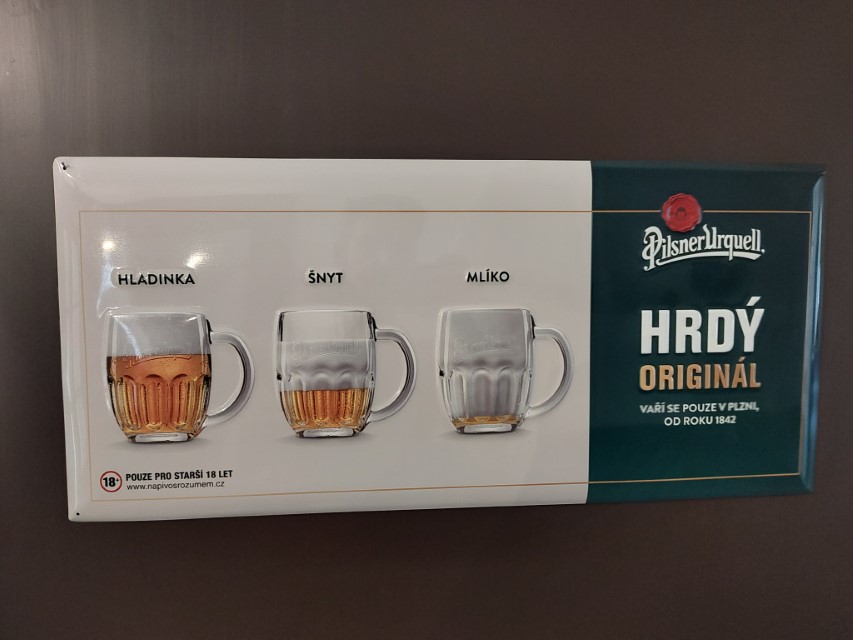 HLADINKA
ŠNYT
MLÍKO
18+
POUZE PRO STARŠÍ 18 LET
www.napivosrozumem.cz
Pilsner Urquell
HRDÝ
ORIGINÁL
VAŘÍ SE POUZE V PLZNI,
OD ROKU 1842